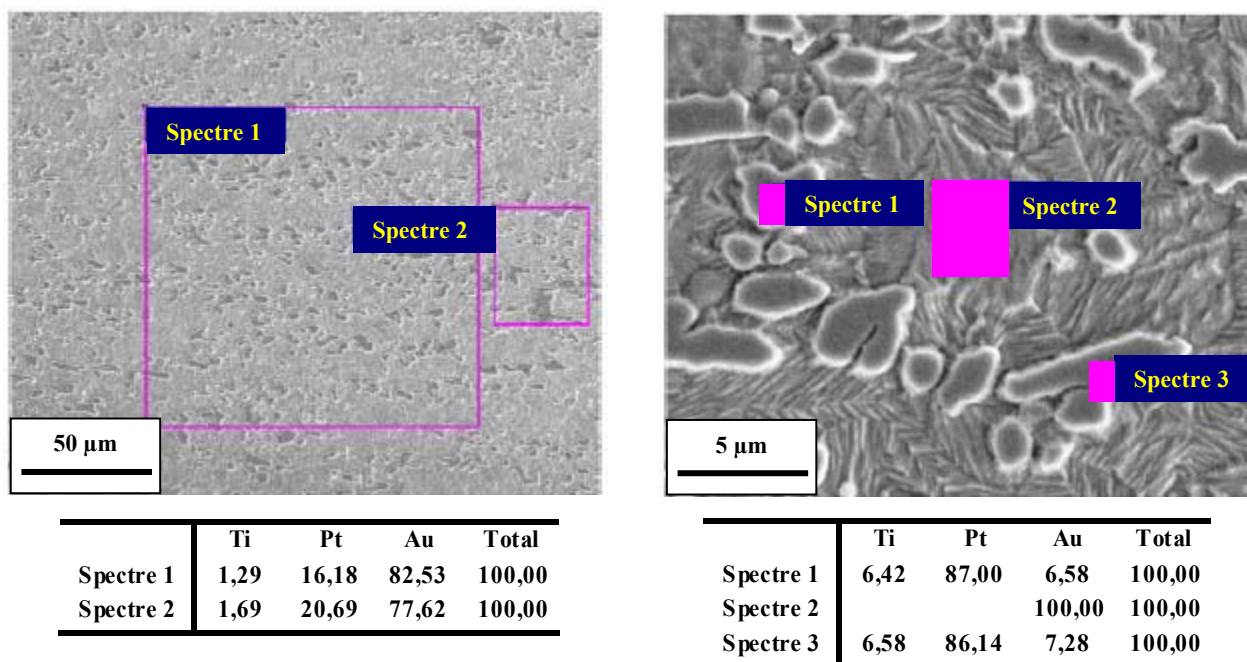 Spectre 1
Spectre 2
50 µm
Spectre 1
Spectre 2
Spectre 3
5 µm
Ti Pt Au Total
Spectre 1 1,29 16,18 82,53 100,00
Spectre 2 1,69 20,69 77,62 100,00
Ti Pt Au Total
Spectre 1 6,42 87,00 6,58 100,00
Spectre 2 100,00 100,00
Spectre 3 6,58 86,14 7,28 100,00